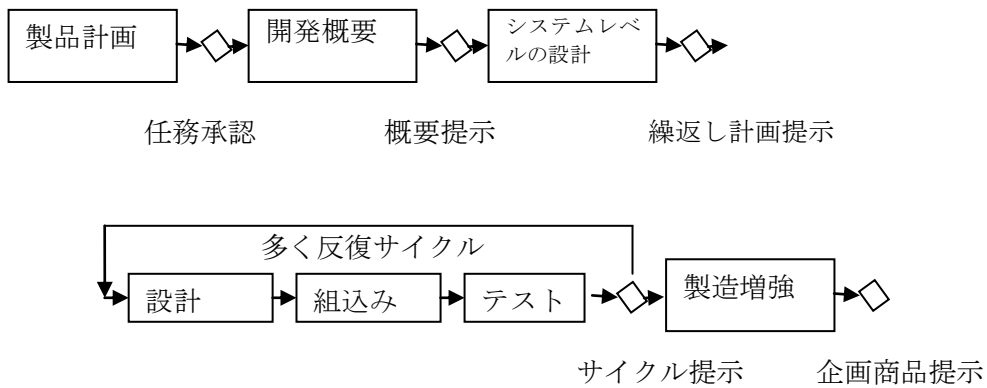 製品計画
開発概要
システムレベ
ルの設計
任務承認
概要提示
繰返し計画提示
多く反復サイクル
設計
組込み
テスト
製造増強
サイクル提示
企画商品提示